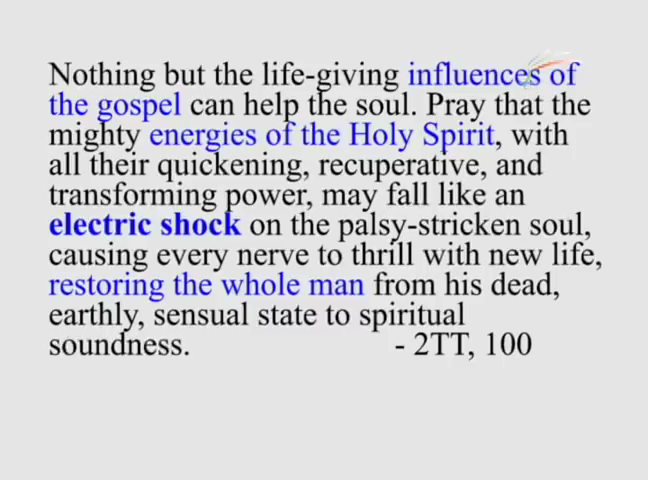 Nothing but the life-giving influences of
the gospel can help the soul. Pray that the
mighty energies of the Holy Spirit, with
all their quickening, recuperative, and
transforming power, may fall like an
electric shock on the palsy-stricken soul,
causing every nerve to thrill with new life,
restoring the whole man from his dead,
earthly, sensual state to spiritual
soundness. - 2TT, 100